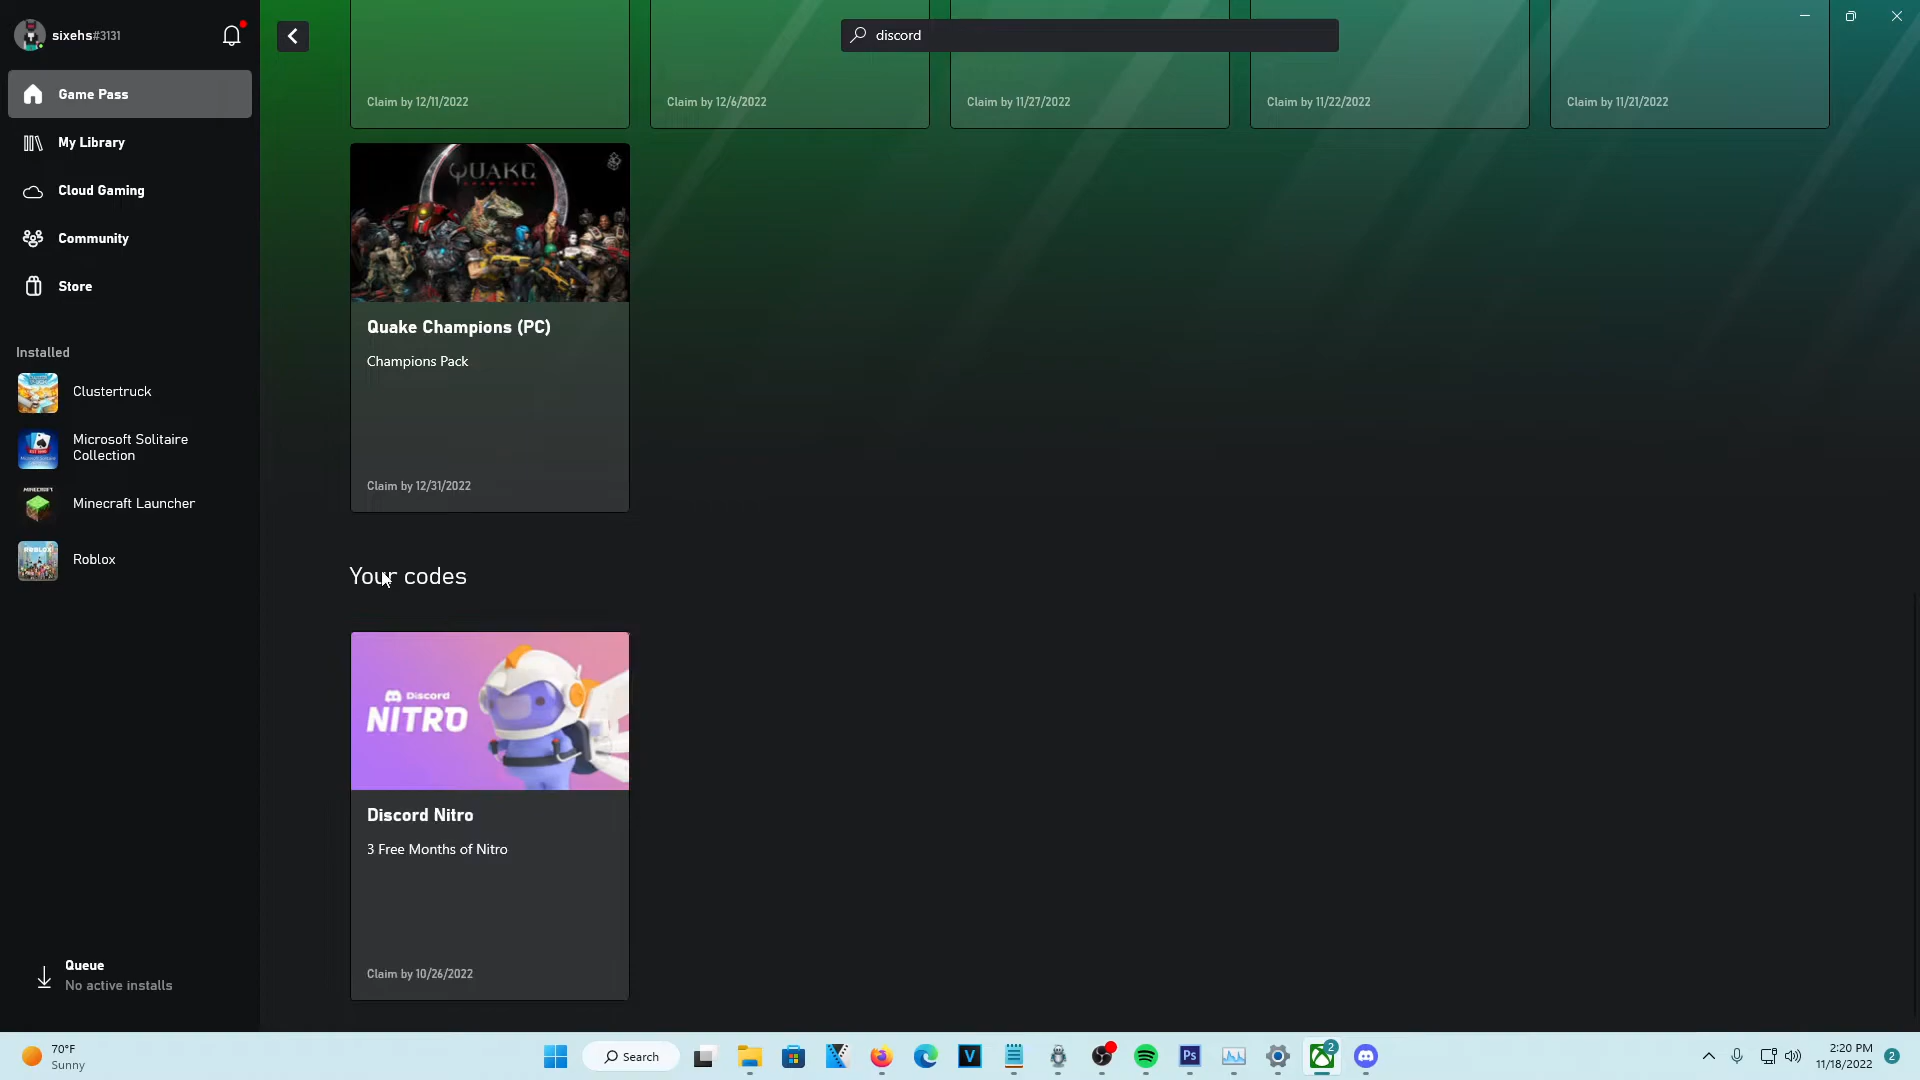 sixehs#3131
discord
Game Pass
My Library
Cloud Gaming
Community
Store
Installed
Clustertruck
Microsoft Solitaire
Collection
Minecraft Launcher
Roblox
Queue
No active installs
Claim by 12/11/2022
Claim by 12/6/2022
Claim by 11/27/2022
Claim by 11/22/2022
Claim by 11/21/2022
QUAKE
CHAMPIONS
Quake Champions (PC)
Champions Pack
Claim by 12/31/2022
Your codes
Discord
NITRO
Discord Nitro
3 Free Months of Nitro
Claim by 10/26/2022
70°F
Sunny
Search
V
Ps
2
2:20 PM
11/18/2022
2